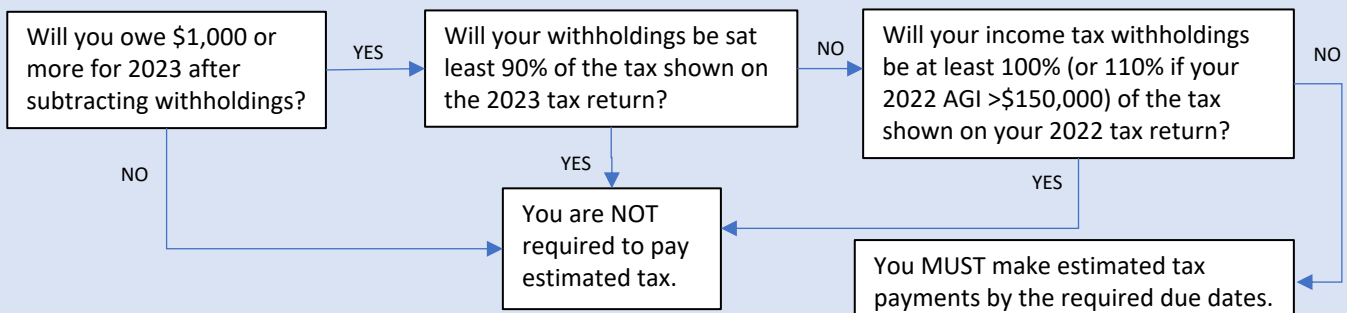 Will you owe $1,000 or
more for 2023 after
subtracting withholdings?
YES
Will your withholdings be sat
least 90% of the tax shown on
the 2023 tax return?
NO
Will your income tax withholdings
be at least 100% (or 110% if your
2022 AGI >$150,000) of the tax
shown on your 2022 tax return?
NO
NO
YES
YES
You are NOT
required to pay
estimated tax.
You MUST make estimated tax
payments by the required due dates.